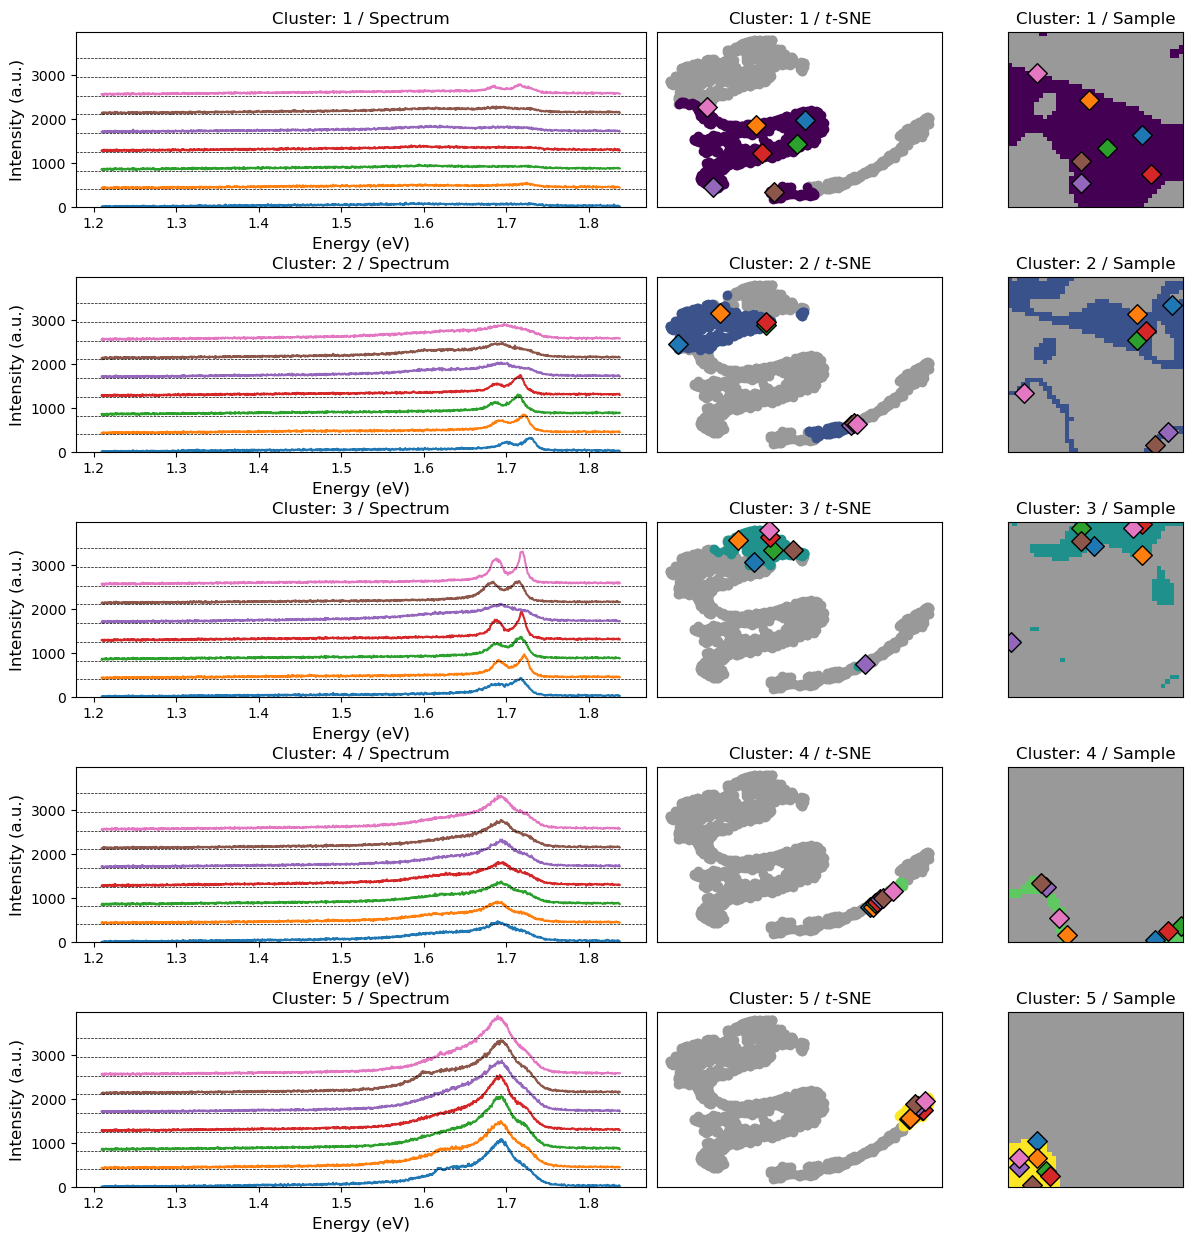 Cluster: 1 / Spectrum
Cluster: 1 / t-SNE
Cluster: 1 / Sample
Intensity (a.u.)
3000
2000
1000
0
1.2 1.3 1.4 1.5 1.6 1.7 1.8
Energy (eV)
Cluster: 2 / Spectrum
Cluster: 2 / t-SNE
Cluster: 2 / Sample
Intensity (a.u.)
3000
2000
1000
0
1.2 1.3 1.4 1.5 1.6 1.7 1.8
Energy (eV)
Cluster: 3 / Spectrum
Cluster: 3 / t-SNE
Cluster: 3 / Sample
Intensity (a.u.)
3000
2000
1000
0
1.2 1.3 1.4 1.5 1.6 1.7 1.8
Energy (eV)
Cluster: 4 / Spectrum
Cluster: 4 / t-SNE
Cluster: 4 / Sample
Intensity (a.u.)
3000
2000
1000
0
1.2 1.3 1.4 1.5 1.6 1.7 1.8
Energy (eV)
Cluster: 5 / Spectrum
Cluster: 5 / t-SNE
Cluster: 5 / Sample
Intensity (a.u.)
3000
2000
1000
0
1.2 1.3 1.4 1.5 1.6 1.7 1.8
Energy (eV)